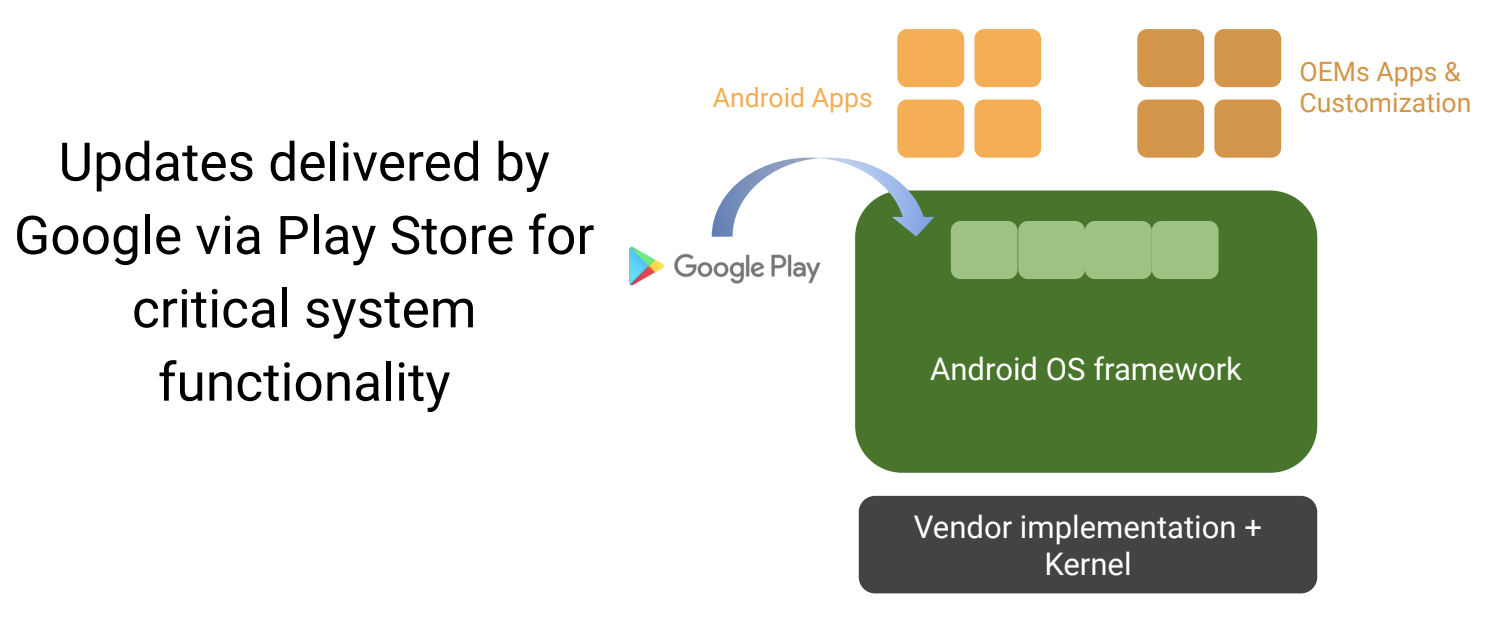 Updates delivered by
Google via Play Store for
critical system
functionality
Android Apps
OEMs Apps &
Customization
Google Play
Android OS framework
Vendor implementation +
Kernel